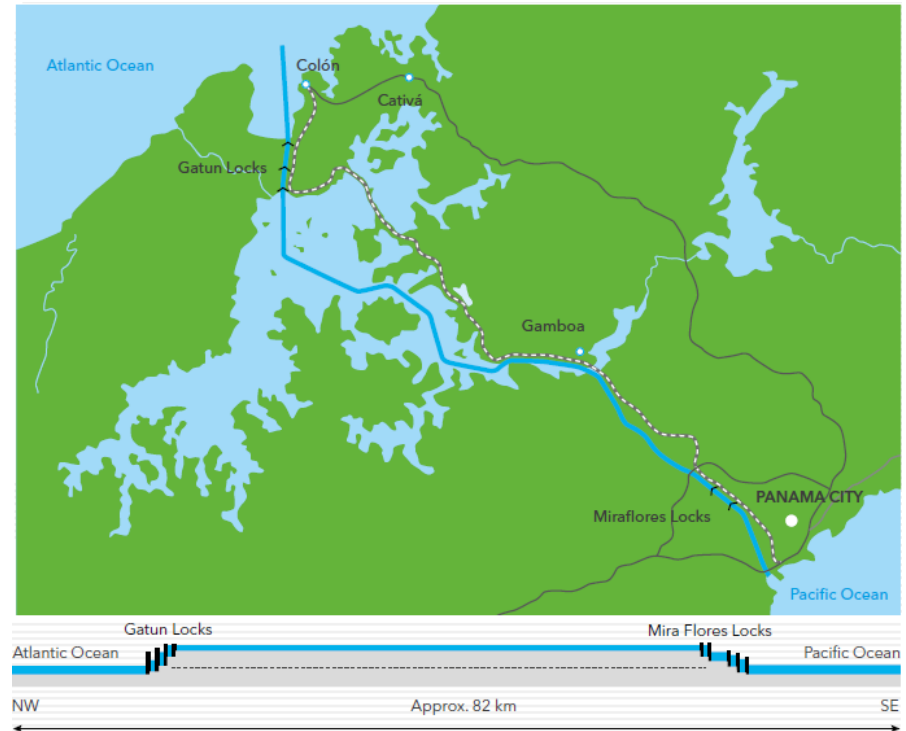 Atlantic Ocean
Colón
Cativá
Gatun Locks
Gamboa
PANAMA CITY
Miraflores Locks
Pacific Ocean
Gatun Locks
Mira Flores Locks
Atlantic Ocean
Pacific Ocean
NW
Approx. 82 km
SE